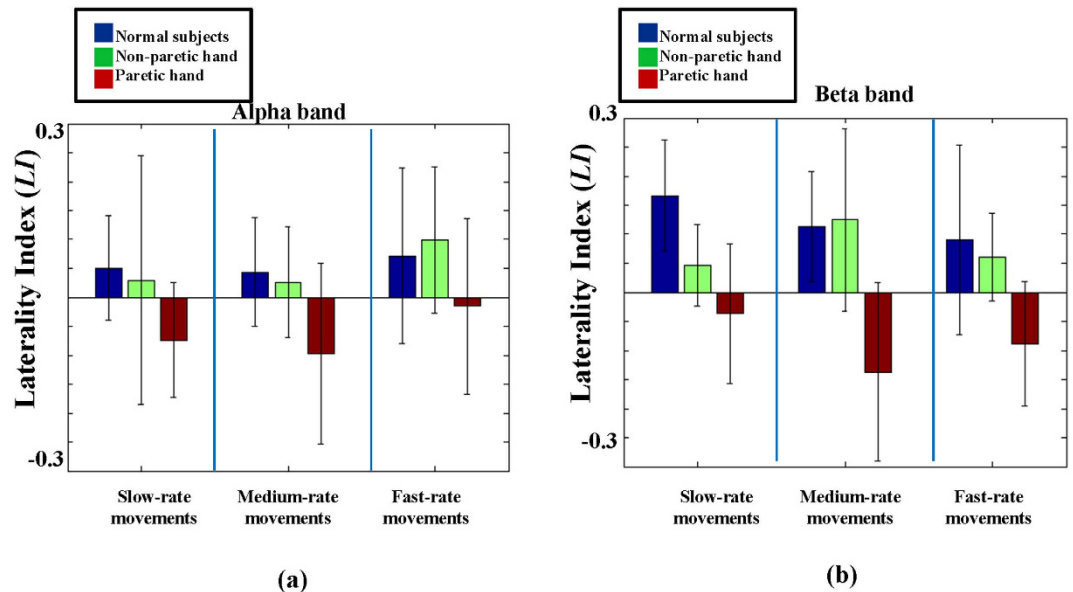 Normal subjects
Non-paretic hand
Paretic hand
Alpha band
0.3
Laterality Index (LI)
-0.3
Slow-rate movements
Medium-rate movements
Fast-rate movements
(a)
Normal subjects
Non-paretic hand
Paretic hand
Beta band
0.3
Laterality Index (LI)
-0.3
Slow-rate movements
Medium-rate movements
Fast-rate movements
(b)